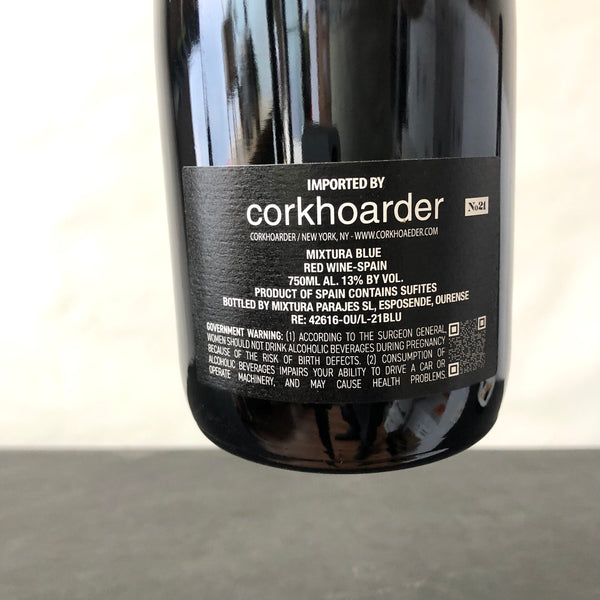 IMPORTED BY
corkhoarder
No21
CORKHOARDER / NEW YORK, NY - WWW.CORKHOAEDER.COM
MIXTURA BLUE
RED WINE-SPAIN
750ML AL. 13% BY VOL.
PRODUCT OF SPAIN CONTAINS SUFITES
BOTTLED BY MIXTURA PARAJES SL, ESPOSENDE, OURENSE
RE: 42616-OU/L-21BLU
GOVERNMENT WARNING: (1) ACCORDING TO THE SURGEON GENERAL,
WOMEN SHOULD NOT DRINK ALCOHOLIC BEVERAGES DURING PREGNANCY
BECAUSE OF THE RISK OF BIRTH DEFECTS. (2) CONSUMPTION OF
ALCOHOLIC BEVERAGES IMPAIRS YOUR ABILITY TO DRIVE A CAR OR
OPERATE MACHINERY, AND MAY CAUSE HEALTH PROBLEMS.